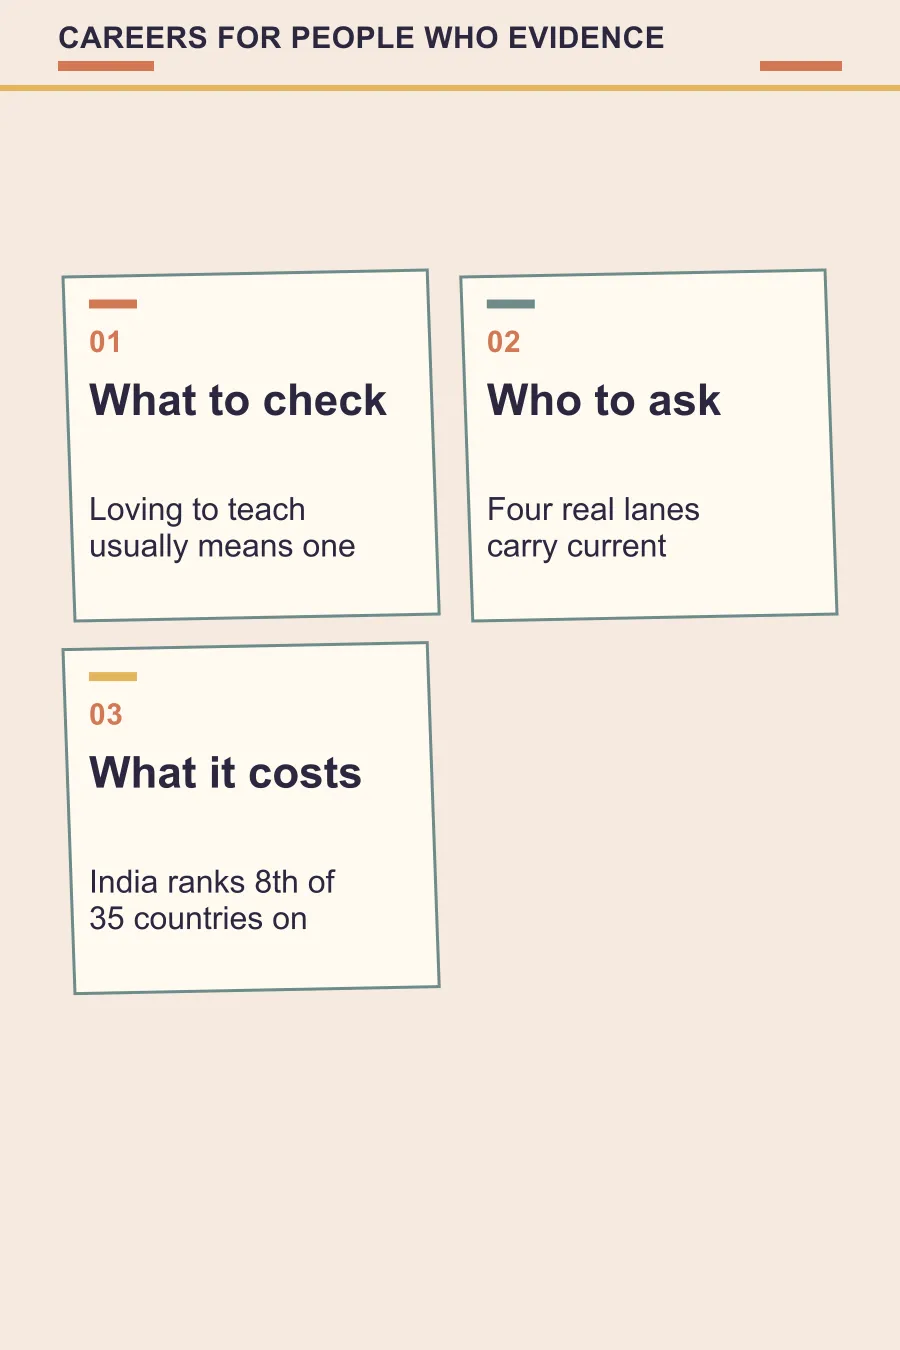 CAREERS FOR PEOPLE WHO EVIDENCE
01
What to check
Loving to teach
usually means one
02
Who to ask
Four real lanes
carry current
03
What it costs
India ranks 8th of
35 countries on